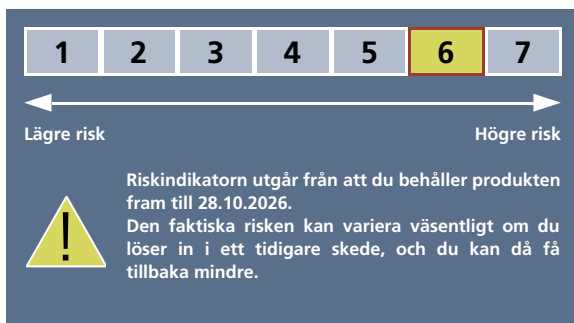 1 2 3 4 5 6 7
Lägre risk Högre risk
Riskindikatorn utgår från att du behåller produkten
fram till 28.10.2026.
Den faktiska risken kan variera väsentligt om du
löser in i ett tidigare skede, och du kan då få
tillbaka mindre.